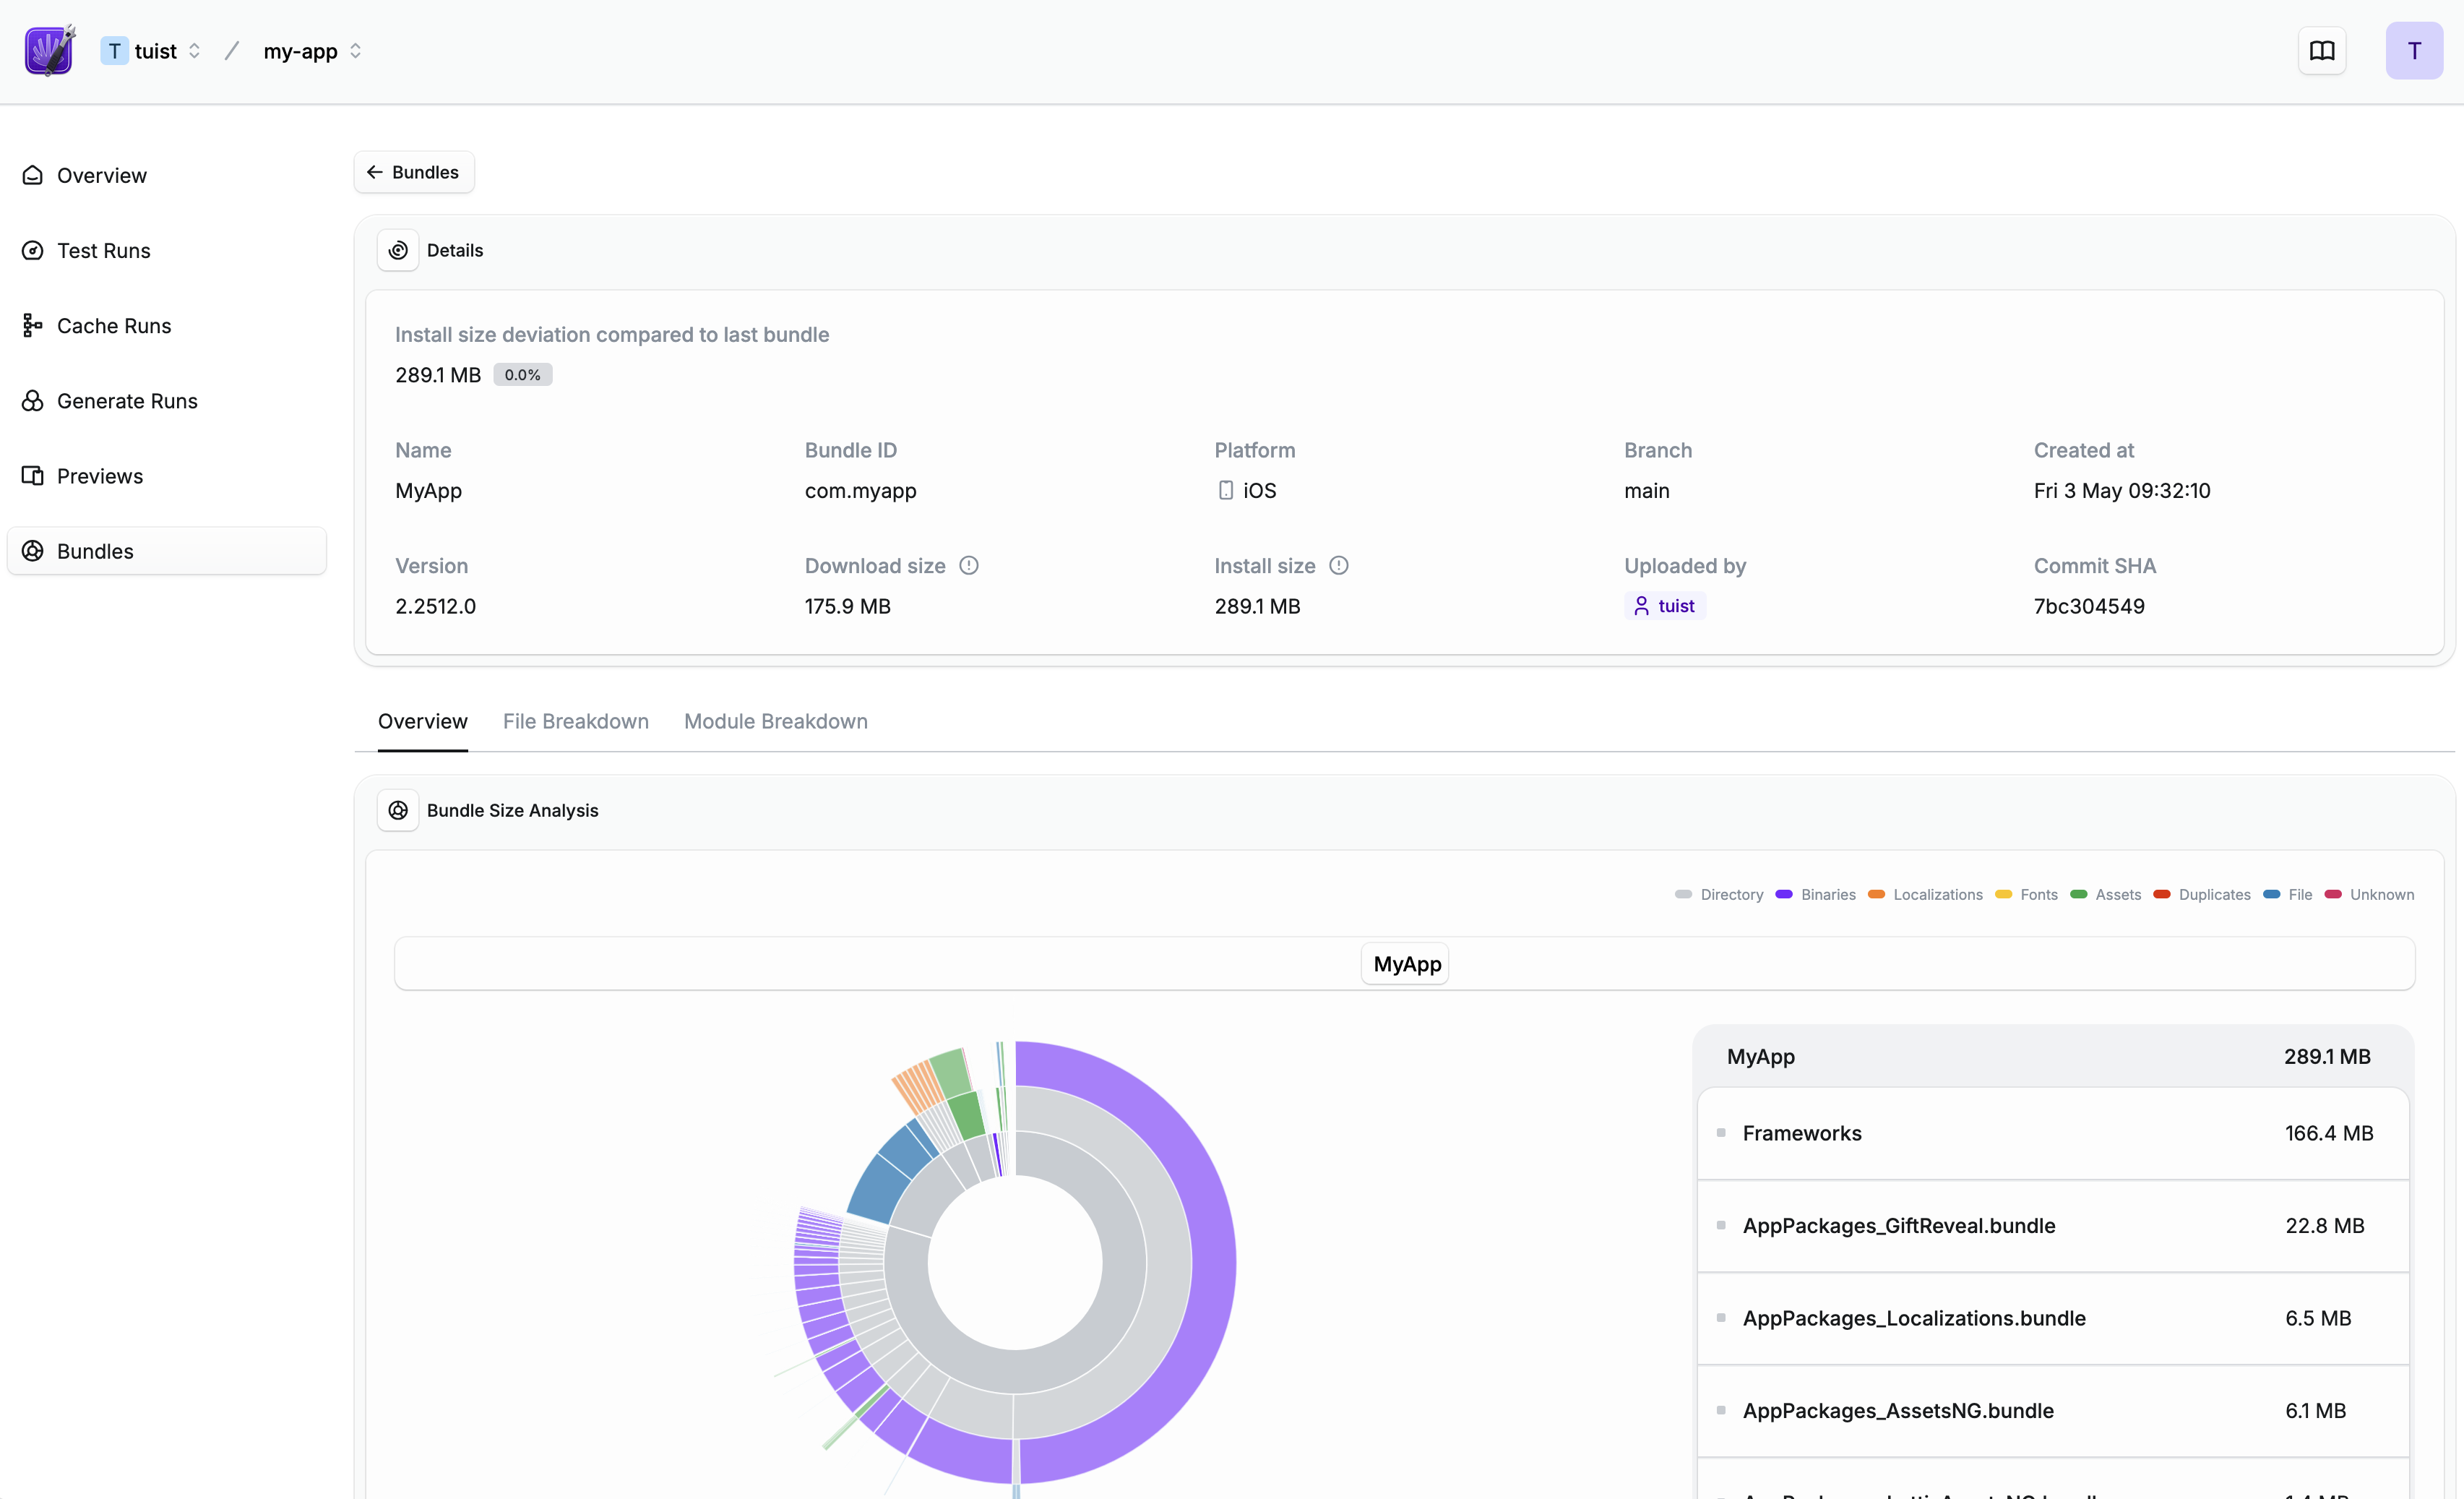 T tuist / my-app
T
Overview
Test Runs
Cache Runs
Generate Runs
Previews
Bundles
Bundles
Details
Install size deviation compared to last bundle
289.1 MB 0.0%
Name Bundle ID Platform Branch Created at
MyApp com.myapp iOS main Fri 3 May 09:32:10
Version Download size Install size Uploaded by Commit SHA
2.2512.0 175.9 MB 289.1 MB tuist 7bc304549
Overview File Breakdown Module Breakdown
Bundle Size Analysis
Directory Binaries Localizations Fonts Assets Duplicates File Unknown
MyApp
MyApp 289.1 MB
Frameworks 166.4 MB
AppPackages_GiftReveal.bundle 22.8 MB
AppPackages_Localizations.bundle 6.5 MB
AppPackages_AssetsNG.bundle 6.1 MB